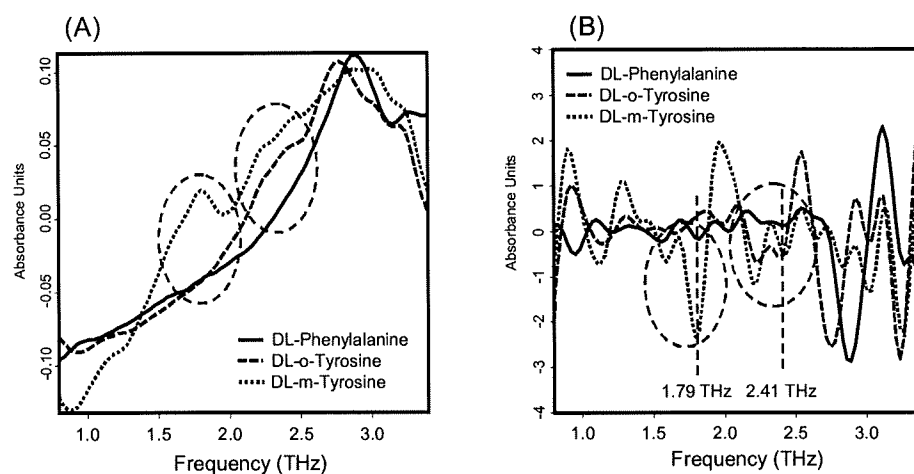 (A)
Absorbance Units
0.10
0.05
0.00
-0.05
-0.10
DL-Phenylalanine
DL-o-Tyrosine
DL-m-Tyrosine
1.0 1.5 2.0 2.5 3.0
Frequency (THz)
(B)
Absorbance Units
4
2
1
0
-1
-2
-3
-4
DL-Phenylalanine
DL-o-Tyrosine
DL-m-Tyrosine
1.79 THz 2.41 THz
1.0 1.5 2.0 2.5 3.0
Frequency (THz)